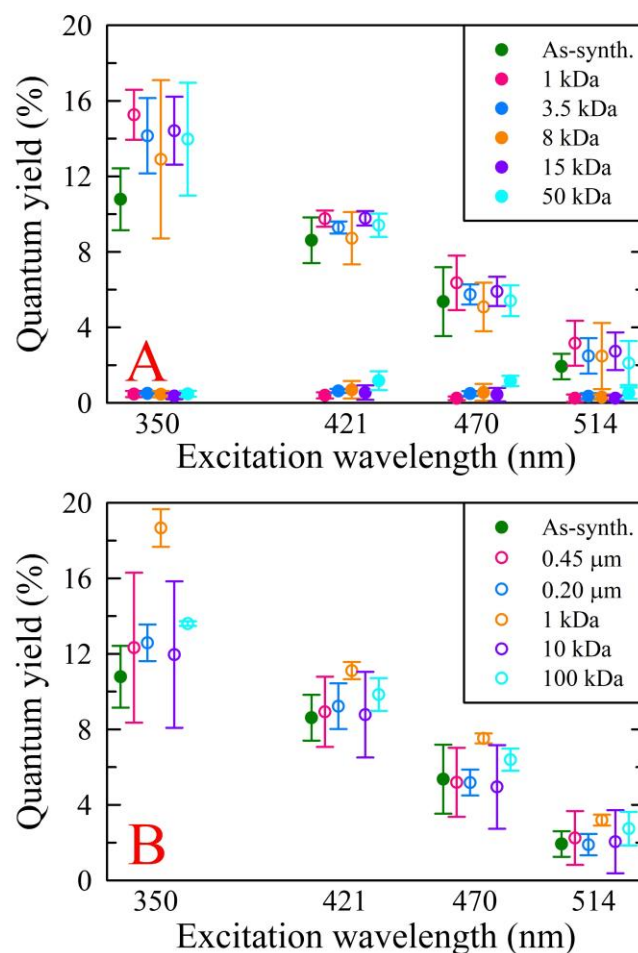 20
16
12
8
4
0
Quantum yield (%)
As-synth.
1 kDa
3.5 kDa
8 kDa
15 kDa
50 kDa
A
350 421 470 514
Excitation wavelength (nm)
20
16
12
8
4
0
Quantum yield (%)
As-synth.
0.45 μm
0.20 μm
1 kDa
10 kDa
100 kDa
B
350 421 470 514
Excitation wavelength (nm)